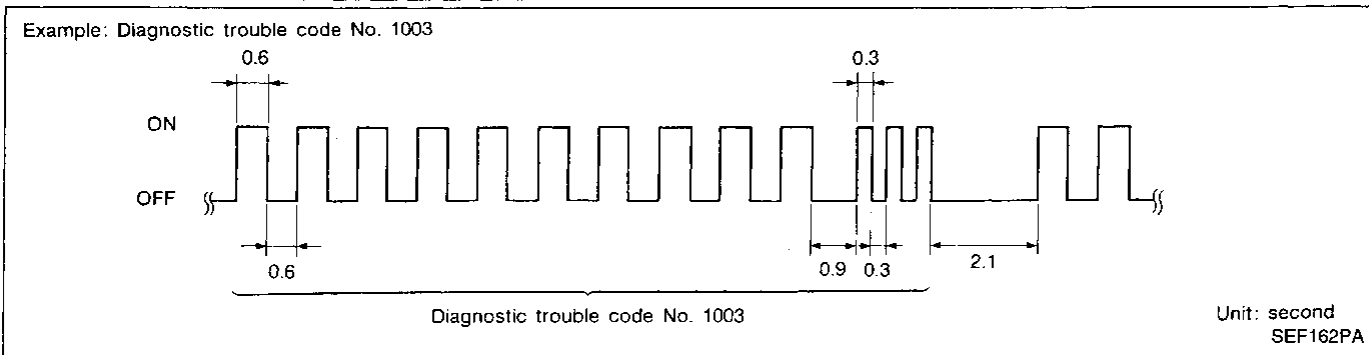 Example: Diagnostic trouble code No. 1003
0.6
0.3
ON
OFF
0.6
0.9
0.3
2.1
Diagnostic trouble code No. 1003
Unit: second
SEF162PA